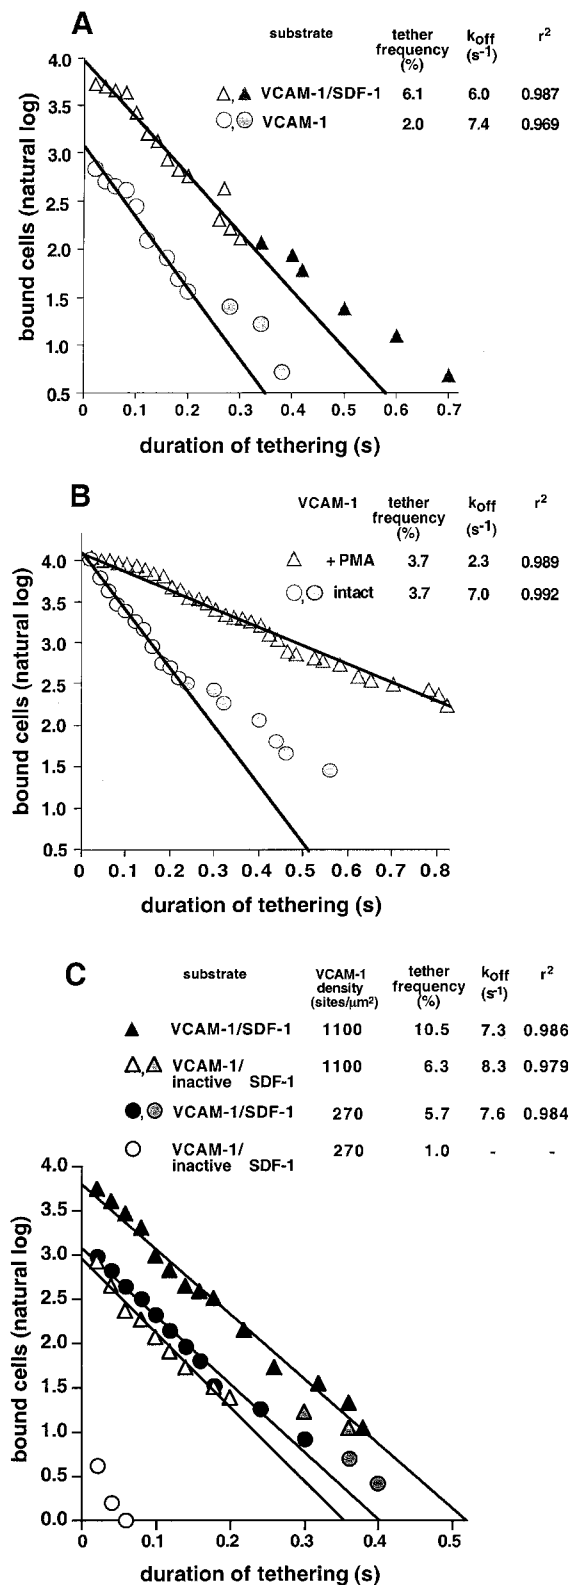 A
substrate tether frequency (%) koff (s-1) r2
VCAM-1/SDF-1 6.1 6.0 0.987
VCAM-1 2.0 7.4 0.969
bound cells (natural log)
4.0
3.5
3.0
2.5
2.0
1.5
1.0
0.5
0 0.1 0.2 0.3 0.4 0.5 0.6 0.7
duration of tethering (s)
B
VCAM-1 tether frequency (%) koff (s-1) r2
+ PMA 3.7 2.3 0.989
intact 3.7 7.0 0.992
bound cells (natural log)
4.0
3.5
3.0
2.5
2.0
1.5
1.0
0.5
0 0.1 0.2 0.3 0.4 0.5 0.6 0.7 0.8
duration of tethering (s)
C
substrate VCAM-1 density (sites/μm2) tether frequency (%) koff (s-1) r2
VCAM-1/SDF-1 1100 10.5 7.3 0.986
VCAM-1/ inactive SDF-1 1100 6.3 8.3 0.979
VCAM-1/SDF-1 270 5.7 7.6 0.984
VCAM-1/ inactive SDF-1 270 1.0 - -
bound cells (natural log)
4.0
3.5
3.0
2.5
2.0
1.5
1.0
0.5
0.0
0 0.1 0.2 0.3 0.4 0.5
duration of tethering (s)